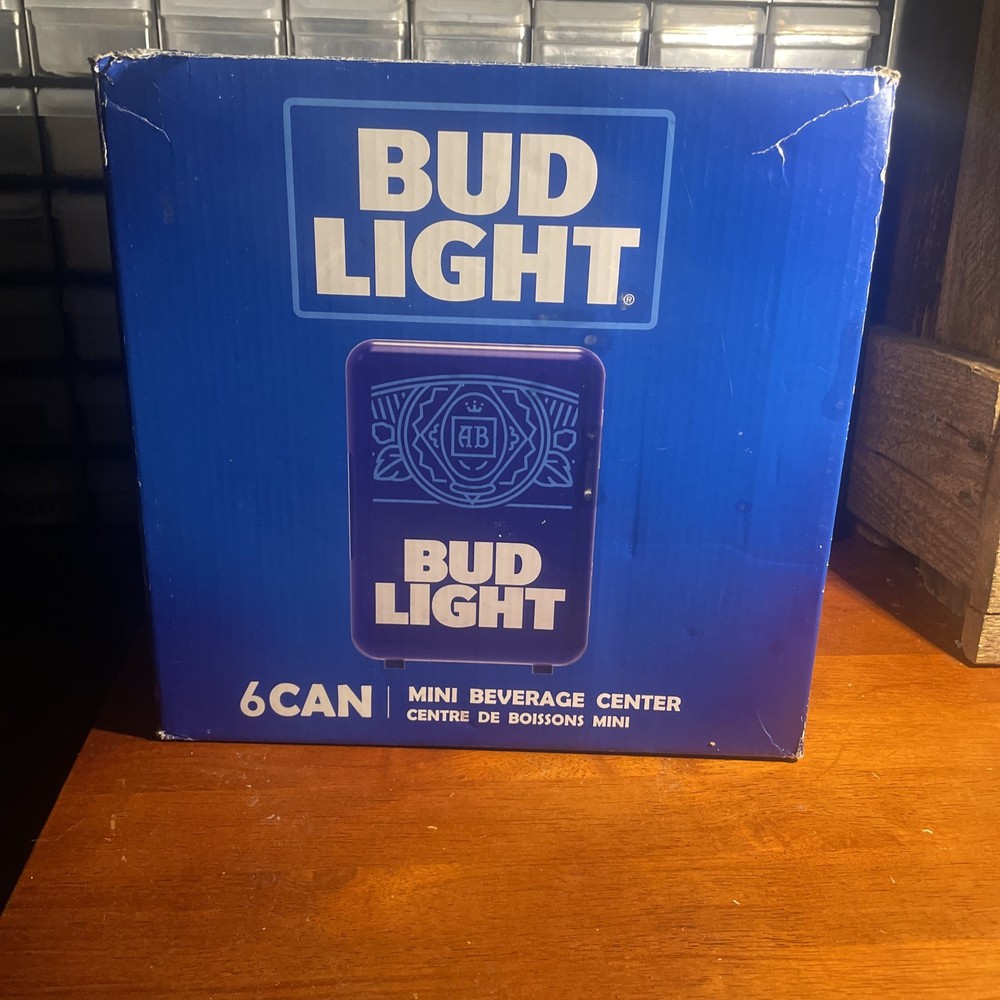 BUD
LIGHT®
AB
BUD
LIGHT
6CAN
MINI BEVERAGE CENTER
CENTRE DE BOISSONS MINI